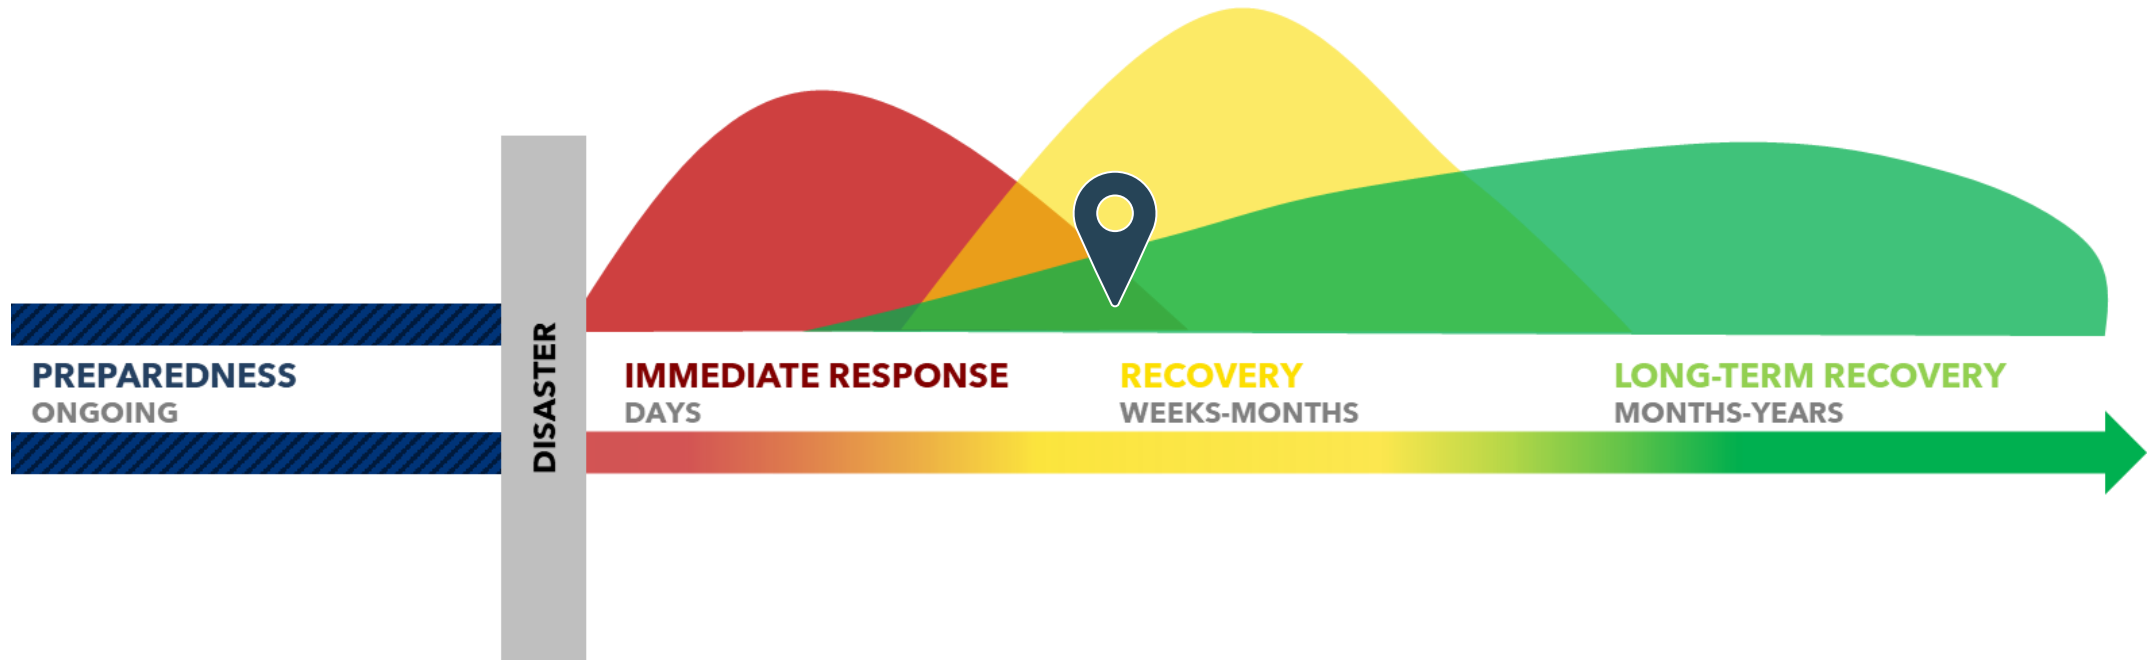 PREPAREDNESS
ONGOING
DISASTER
IMMEDIATE RESPONSE
DAYS
RECOVERY
WEEKS-MONTHS
LONG-TERM RECOVERY
MONTHS-YEARS